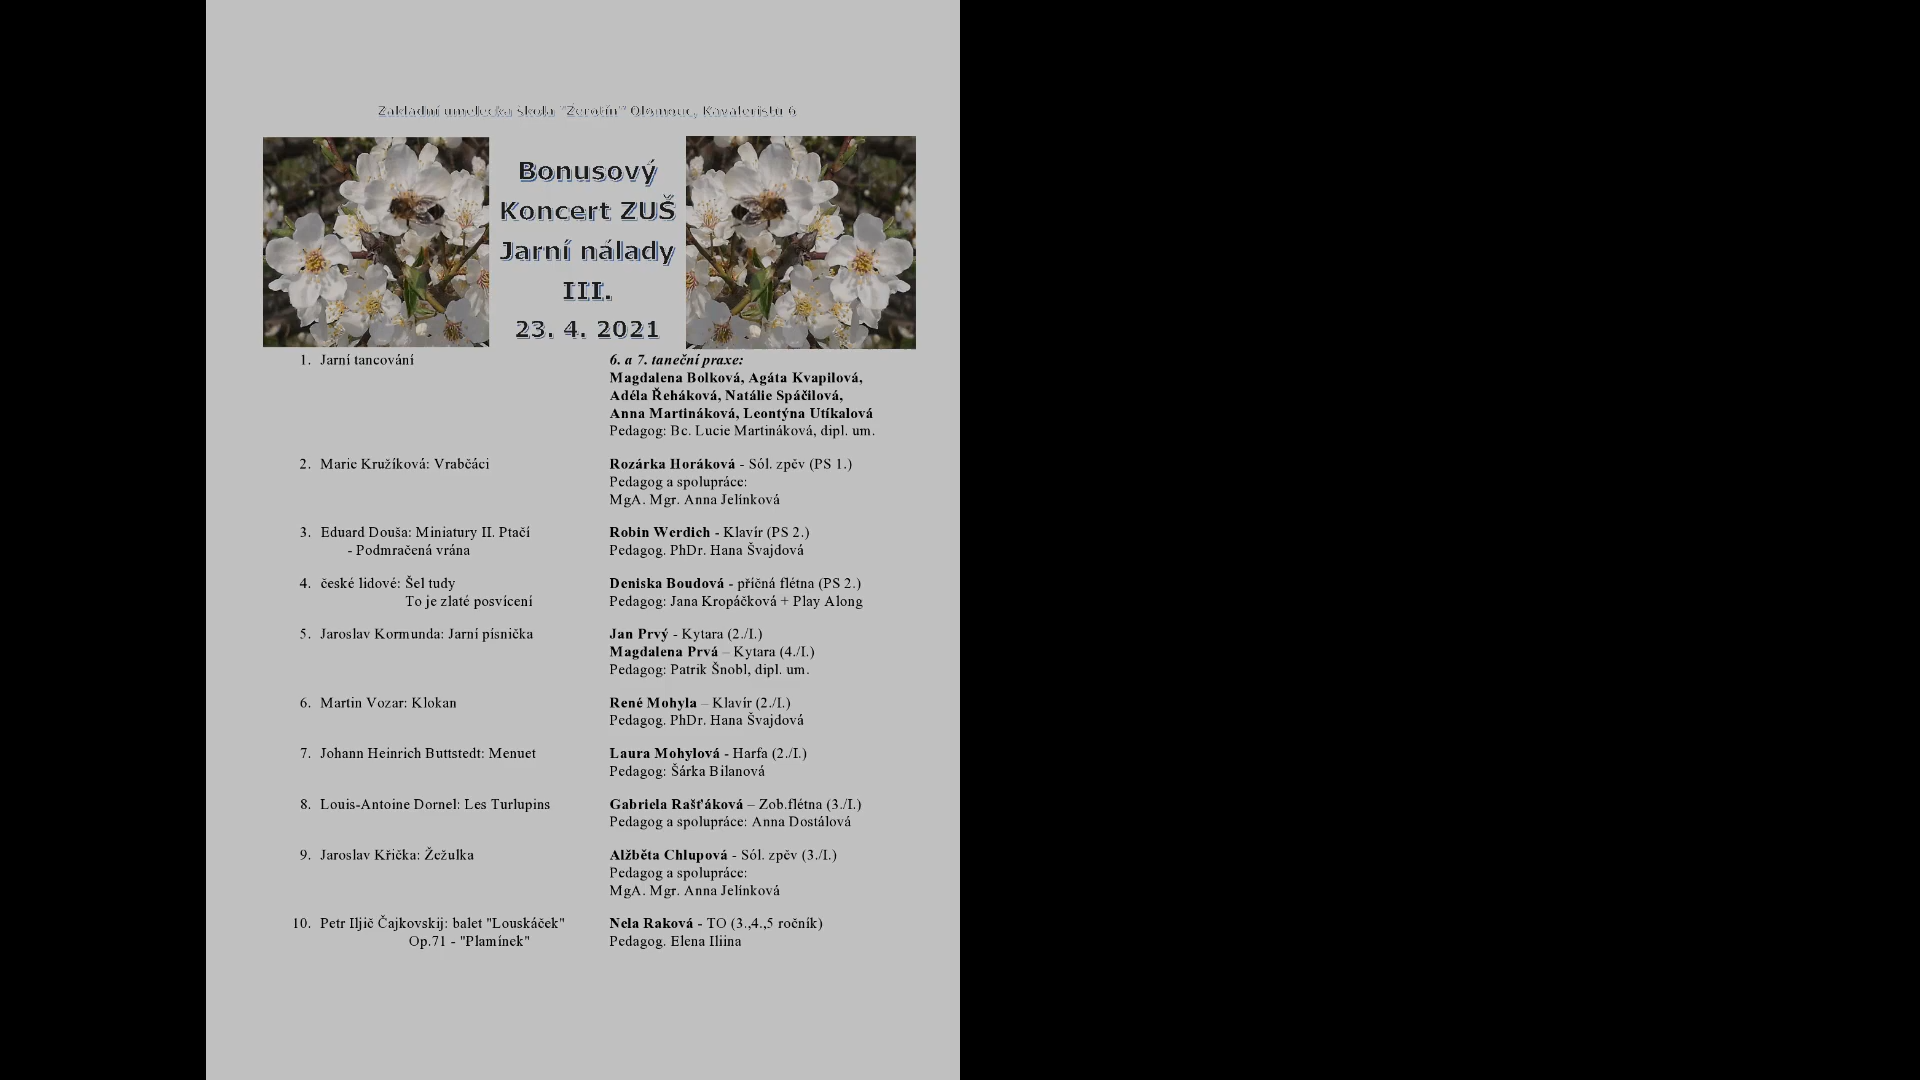 Základní umělecká škola "Žerotín" Olomouc, Kavaleristů 6
Bonusový
Koncert ZUŠ
Jarní nálady
III.
23. 4. 2021
1. Jarní tancování
6. a 7. taneční praxe:
Magdalena Bolková, Agáta Kvapilová,
Adéla Řeháková, Natálie Spáčilová,
Anna Martináková, Leontýna Utíkalová
Pedagog: Bc. Lucie Martináková, dipl. um.
2. Marie Kružíková: Vrabčáci
Rozárka Horáková - Sól. zpěv (PS 1.)
Pedagog a spolupráce:
MgA. Mgr. Anna Jelínková
3. Eduard Douša: Miniatury II. Ptačí
- Podmračená vrána
Robin Werdich - Klavír (PS 2.)
Pedagog. PhDr. Hana Švajdová
4. české lidové: Šel tudy
To je zlaté posvícení
Deniska Boudová - příčná flétna (PS 2.)
Pedagog: Jana Kropáčková + Play Along
5. Jaroslav Kormunda: Jarní písnička
Jan Prvý - Kytara (2./I.)
Magdalena Prvá – Kytara (4./I.)
Pedagog: Patrik Šnobl, dipl. um.
6. Martin Vozar: Klokan
René Mohyla – Klavír (2./I.)
Pedagog. PhDr. Hana Švajdová
7. Johann Heinrich Buttstedt: Menuet
Laura Mohylová - Harfa (2./I.)
Pedagog: Šárka Bilanová
8. Louis-Antoine Dornel: Les Turlupins
Gabriela Rašťáková – Zob.flétna (3./I.)
Pedagog a spolupráce: Anna Dostálová
9. Jaroslav Křička: Žežulka
Alžběta Chlupová - Sól. zpěv (3./I.)
Pedagog a spolupráce:
MgA. Mgr. Anna Jelínková
10. Petr Iljič Čajkovskij: balet "Louskáček"
Op.71 - "Plamínek"
Nela Raková - TO (3.,4.,5 ročník)
Pedagog. Elena Iliina